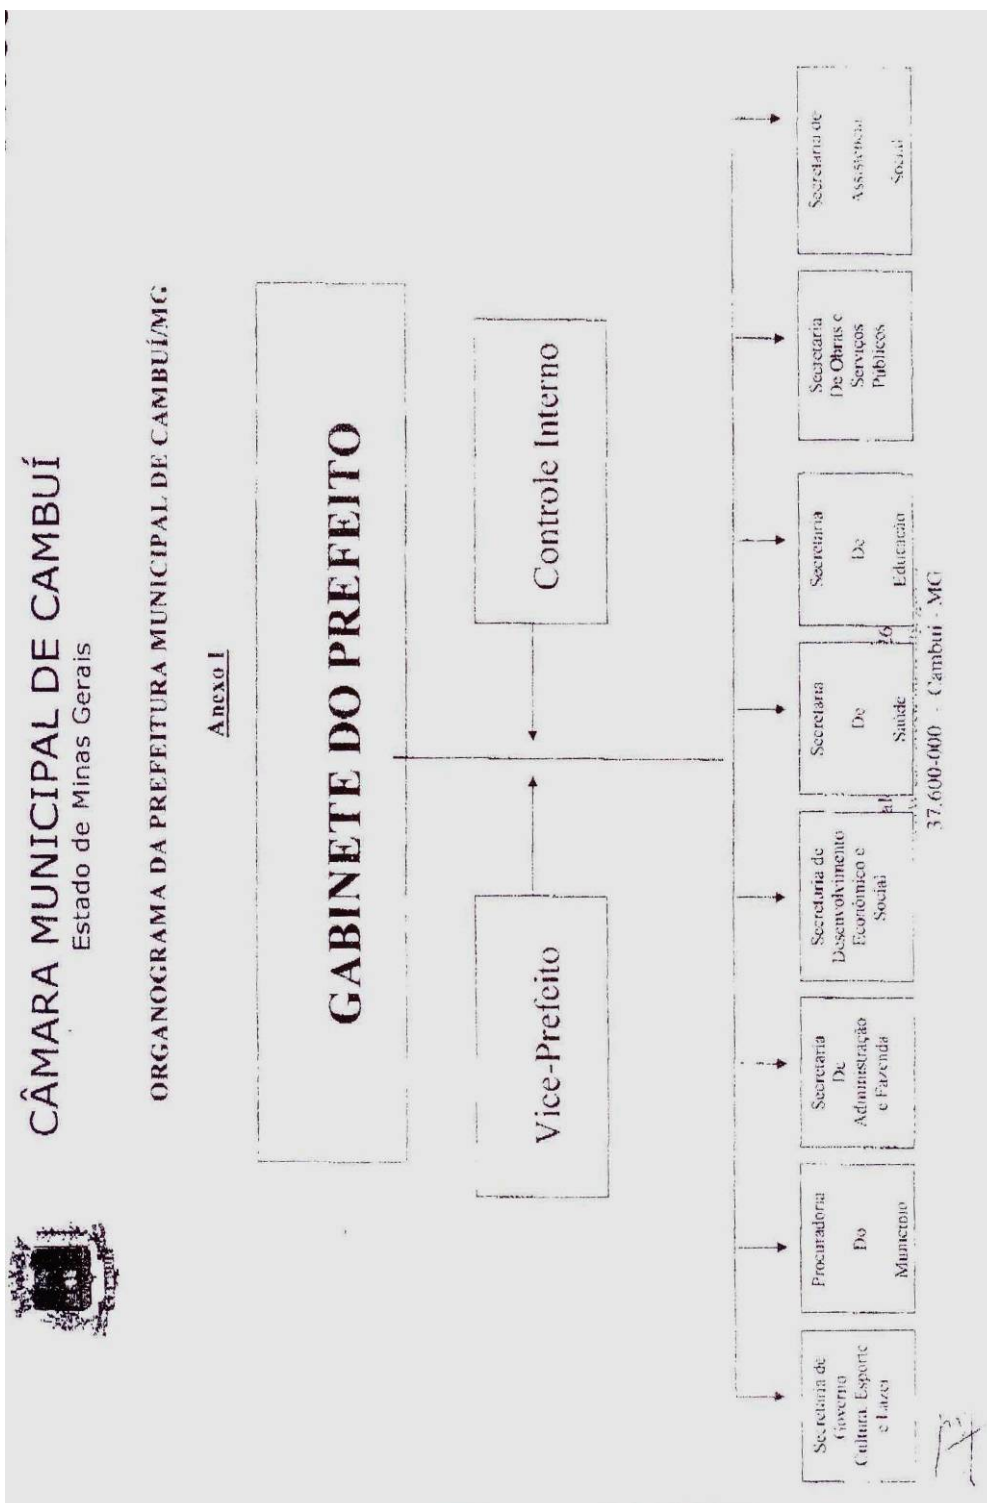 CÂMARA MUNICIPAL DE CAMBUÍ
Estado de Minas Gerais
ORGANOGRAMA DA PREFEITURA MUNICIPAL DE CAMBUÍ/MG
Anexo I
GABINETE DO PREFEITO
Vice-Prefeito
Controle Interno
Secretaria de
Governo
Cultura, Esporte
e Lazer
Procuradoria
Do
Município
Secretaria
De
Administração
e Fazenda
Secretaria de
Desenvolvimento
Econômico e
Social
Secretaria
De
Saúde
Secretaria
De
Educacão
Secretaria
De Obras e
Serviços
Públicos
Secretaria de
Assistencia
Social
37.600-000 - Cambuí - MG